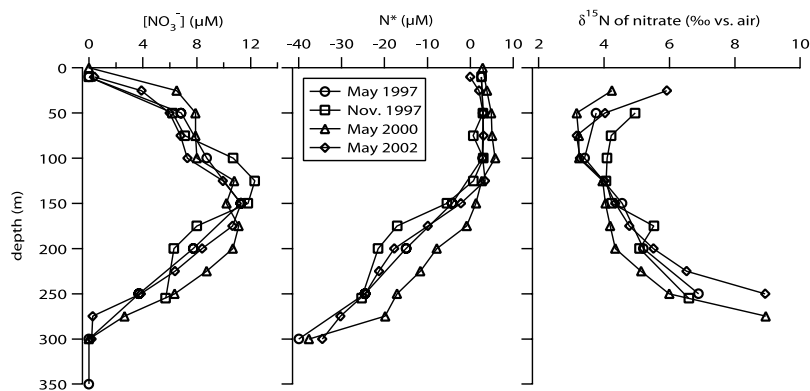 [NO₃⁻] (μM)
0 4 8 12
N* (μM)
-40 -30 -20 -10 0 10
δ¹⁵N of nitrate (‰ vs. air)
2 4 6 8 10
depth (m)
0
50
100
150
200
250
300
350
May 1997
Nov. 1997
May 2000
May 2002